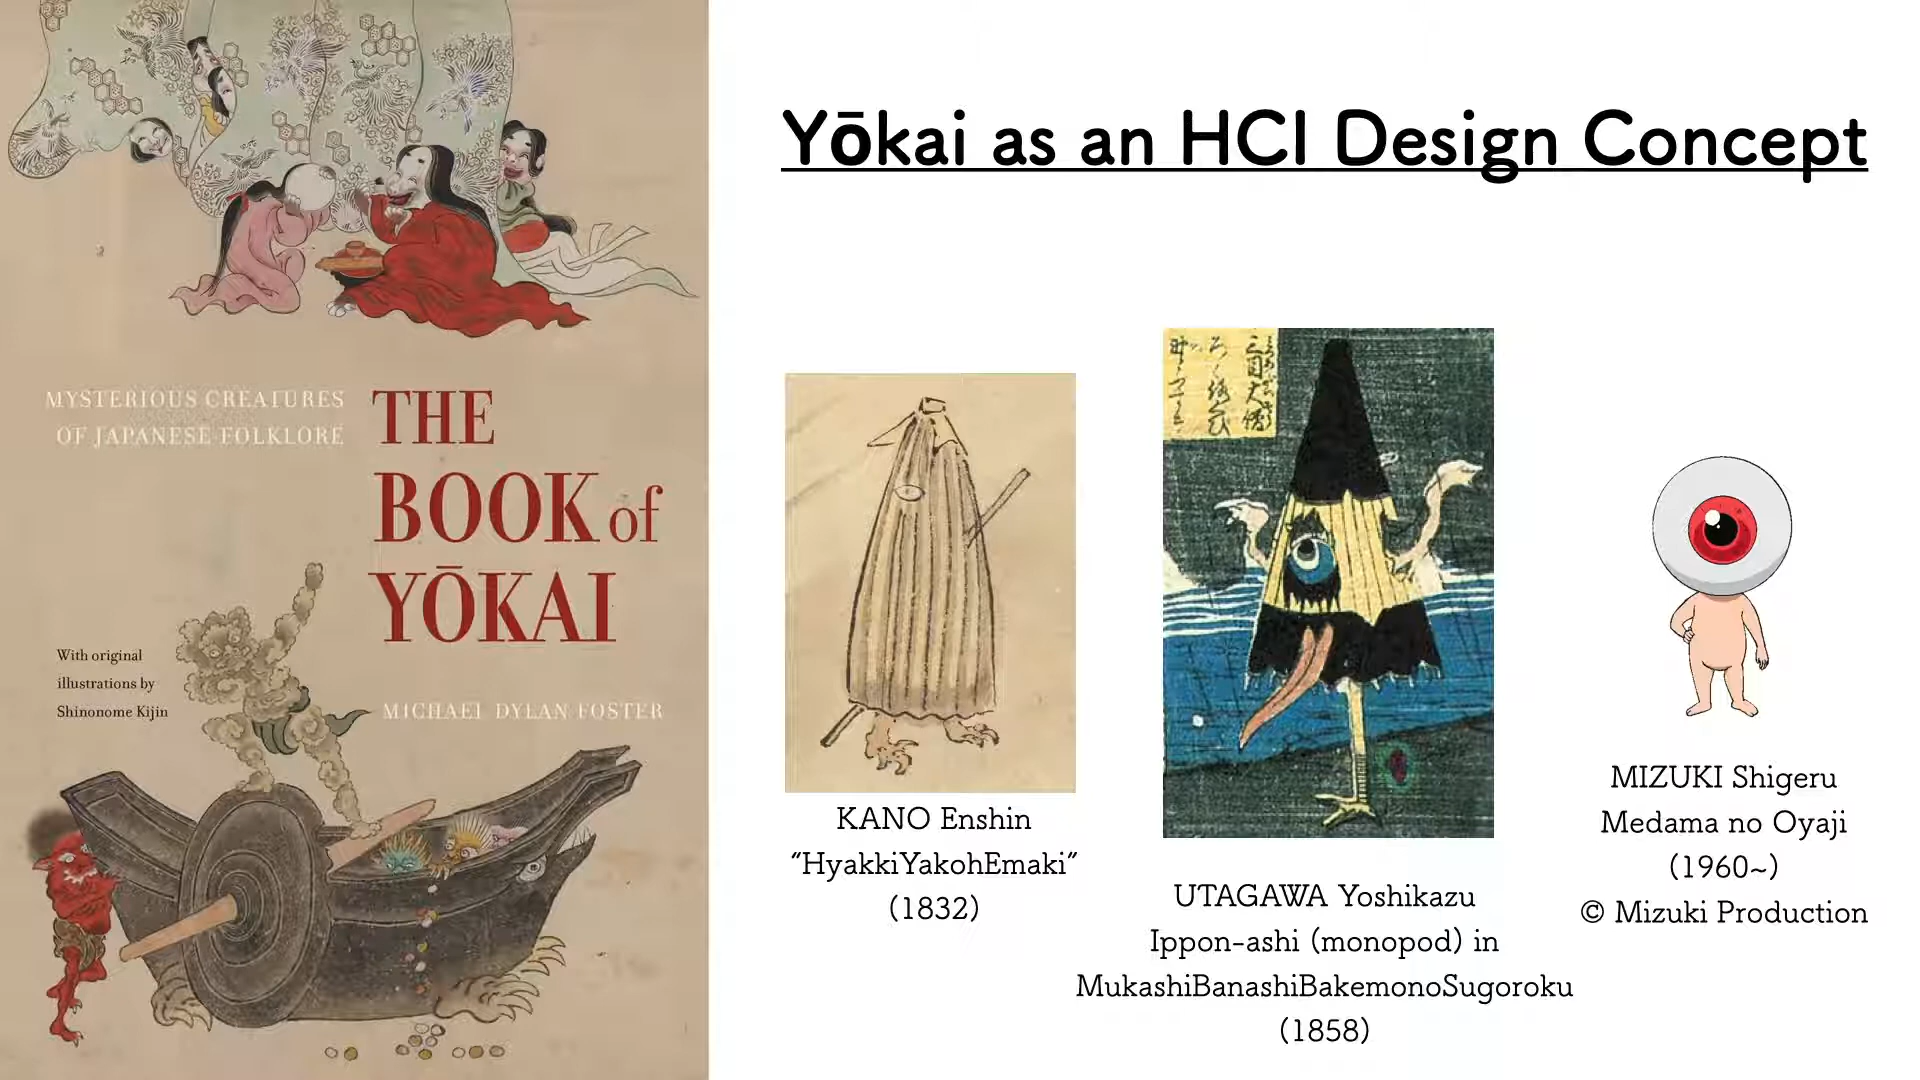 Yōkai as an HCI Design Concept
MYSTERIOUS CREATURES
OF JAPANESE FOLKLORE
THE
BOOK of
YŌKAI
With original
illustrations by
Shinonome Kijin
MICHAEL DYLAN FOSTER
KANO Enshin
“HyakkiYakohEmaki”
(1832)
UTAGAWA Yoshikazu
Ippon-ashi (monopod) in
MukashiBanashiBakemonoSugoroku
(1858)
MIZUKI Shigeru
Medama no Oyaji
(1960~)
© Mizuki Production